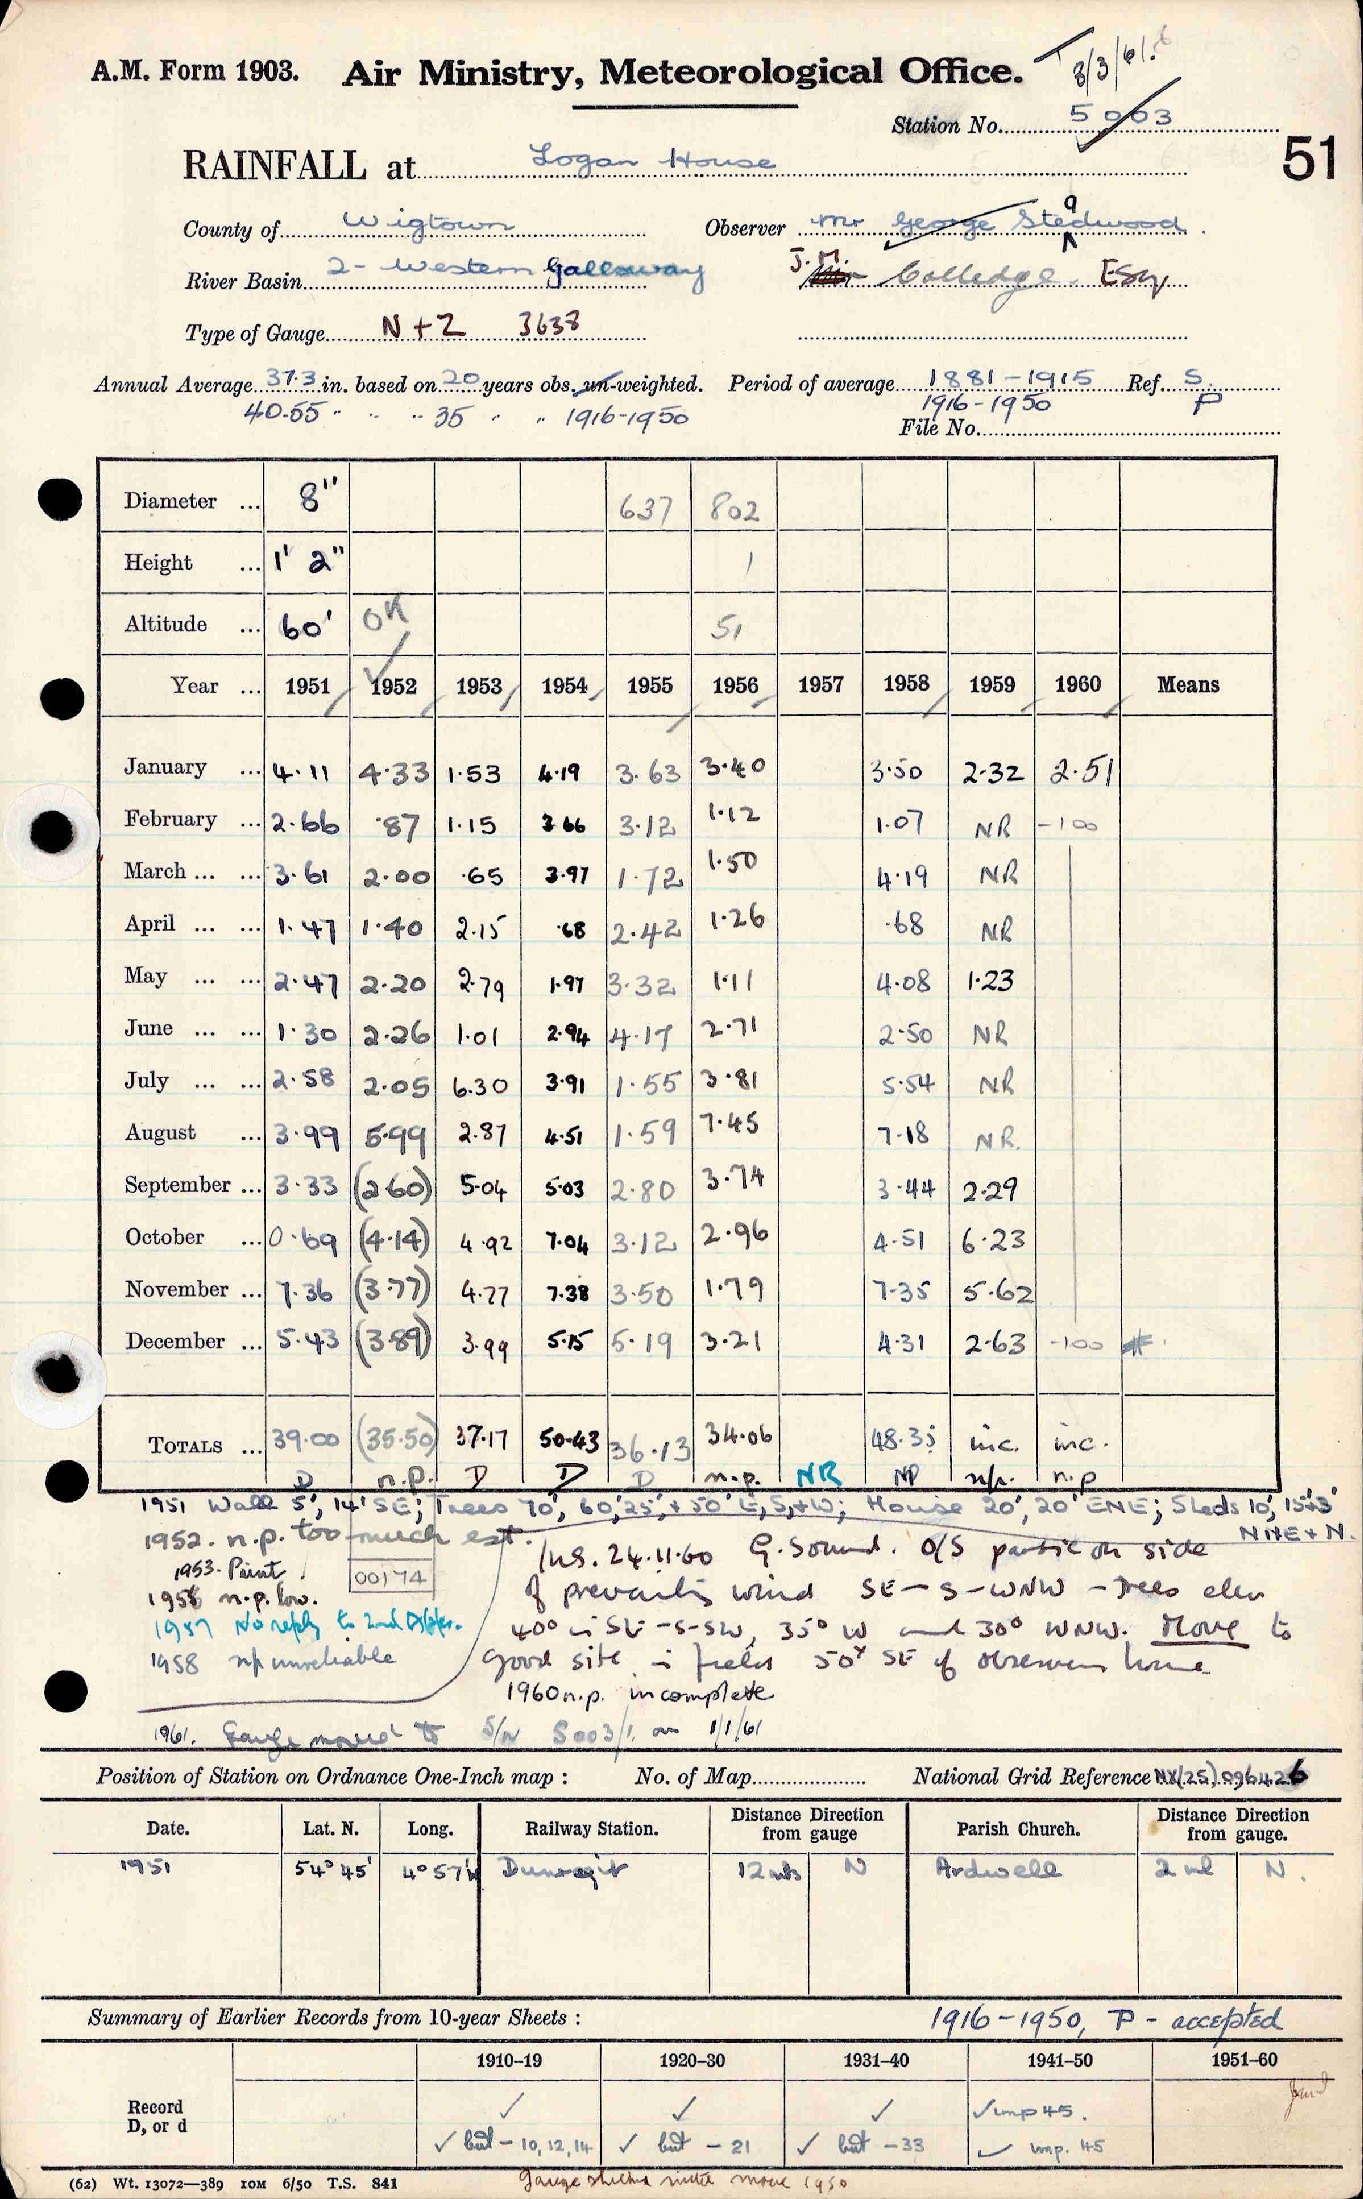 A.M. Form 1903. Air Ministry, Meteorological Office. 8/3/61.
Station No. 5003
51
RAINFALL at Logan House
County of Wigtown Observer Mr George Stedwood.
a
River Basin 2 - Western Galloway J.M. Colledge. Esq
Type of Gauge N + Z 3638
Annual Average 37.3 in. based on 20 years obs. un-weighted. Period of average 1881-1915 Ref. S.
40.55 " " " 35 " " 1916-1950 1916-1950 P
File No.
Diameter ... 8" 637 802
Height ... 1' 2" 1
Altitude ... 60' OK 51
Year ... 1951 1952 1953 1954 1955 1956 1957 1958 1959 1960 Means
January ... 4.11 4.33 1.53 4.19 3.63 3.40 3.50 2.32 2.51
February ... 2.66 .87 1.15 3.66 3.12 1.12 1.07 NR -100
March ... ... 3.61 2.00 .65 3.97 1.72 1.50 4.19 NR
April ... ... 1.47 1.40 2.15 .68 2.42 1.26 .68 NR
May ... ... 2.47 2.20 2.79 1.97 3.32 1.11 4.08 1.23
June ... ... 1.30 2.26 1.01 2.94 4.17 2.71 2.50 NR
July ... ... 2.58 2.05 6.30 3.91 1.55 3.81 5.54 NR
August ... 3.99 5.99 2.87 4.51 1.59 7.45 7.18 NR.
September ... 3.33 (2.60) 5.04 5.03 2.80 3.74 3.44 2.29
October ... 0.69 (4.14) 4.92 7.04 3.12 2.96 4.51 6.23
November ... 7.36 (3.77) 4.77 7.38 3.50 1.79 7.35 5.62
December ... 5.43 (3.89) 3.99 5.15 5.19 3.21 4.31 2.63 -100 #.
TOTALS ... 39.00 (35.50) 37.17 50.43 36.13 34.06 48.35 inc. inc.
D n.p. D D D n.p. NR NP n.p. n.p
1951 Wall 5', 14' SE; Trees 70', 60', 25', + 50' E, S, + W; House 20', 20' ENE; Sheds 10', 15+3'
NNE + N.
1952. n.p. too much est.
Ins. 24.11.60 G. Sound. O/S partic on side
1953. Paint
00174
of prevailing wind SE - S - WNW - Trees elev
1956 n.p. low.
1957 No reply to 2nd
40° in SE - S - SW, 35° W and 30° WNW. Move to
1958 np unreliable
good site in field 50x SE of observers house
1960 n.p. incomplete
1961. Gauge moved to S/N 5003/1. on 1/1/61
Position of Station on Ordnance One-Inch map : No. of Map National Grid Reference NX(25).096426
Date. Lat. N. Long. Railway Station. Distance Direction from gauge Parish Church. Distance Direction from gauge.
1951 54° 45' 4° 57'W Dunragit 12 mls N Ardwell 2 ml N.
Summary of Earlier Records from 10-year Sheets : 1916-1950, P - accepted
1910–19 1920–30 1931–40 1941–50 1951–60
Record ✓ ✓ ✓ ✓ imp 45.
D, or d ✓ but - 10, 12, 14 ✓ but - 21 ✓ but - 33 ✓ imp. 45
(62) Wt. 13072—389 10M 6/50 T.S. 841 gauge move 1950